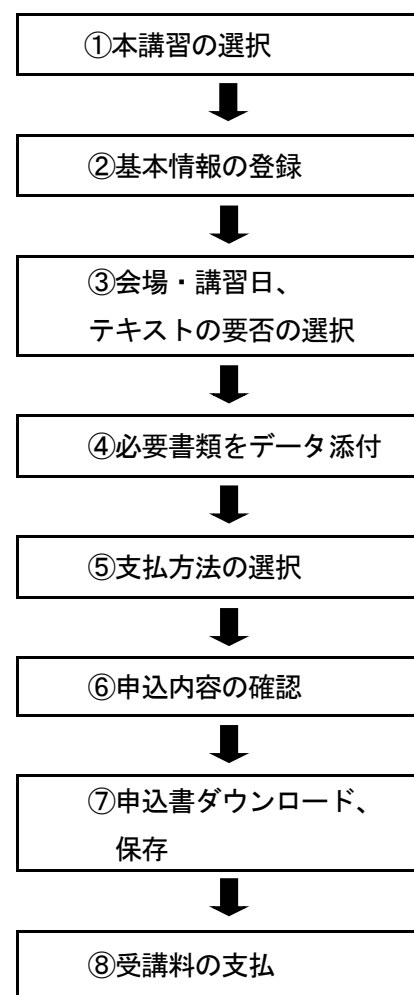 ①本講習の選択
②基本情報の登録
③会場・講習日、
テキストの要否の選択
④必要書類をデータ添付
⑤支払方法の選択
⑥申込内容の確認
⑦申込書ダウンロード、
保存
⑧受講料の支払